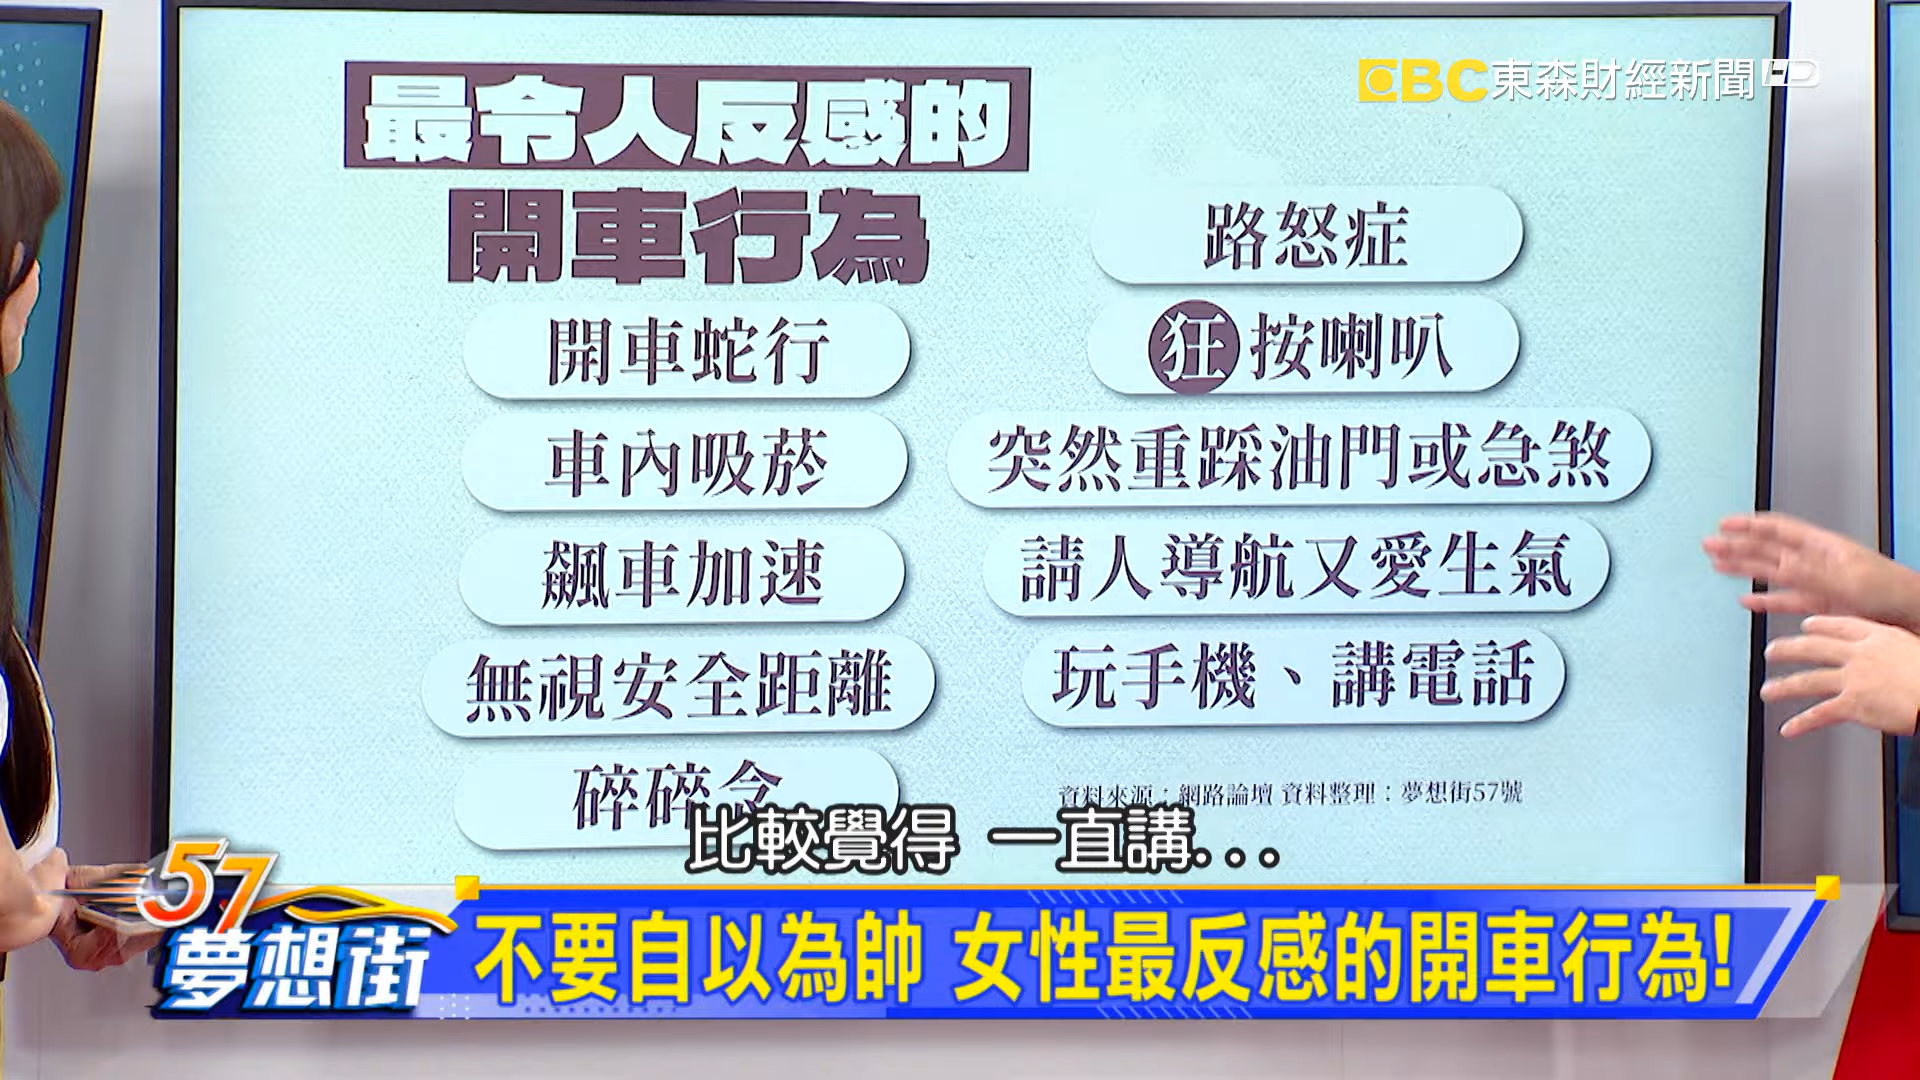 EBC 東森財經新聞 HD
最令人反感的
開車行為
開車蛇行
車內吸菸
飆車加速
無視安全距離
碎碎念
路怒症
狂按喇叭
突然重踩油門或急煞
請人導航又愛生氣
玩手機、講電話
資料來源：網路論壇 資料整理：夢想街57號
比較覺得 一直講...
57
夢想街
不要自以為帥 女性最反感的開車行為!